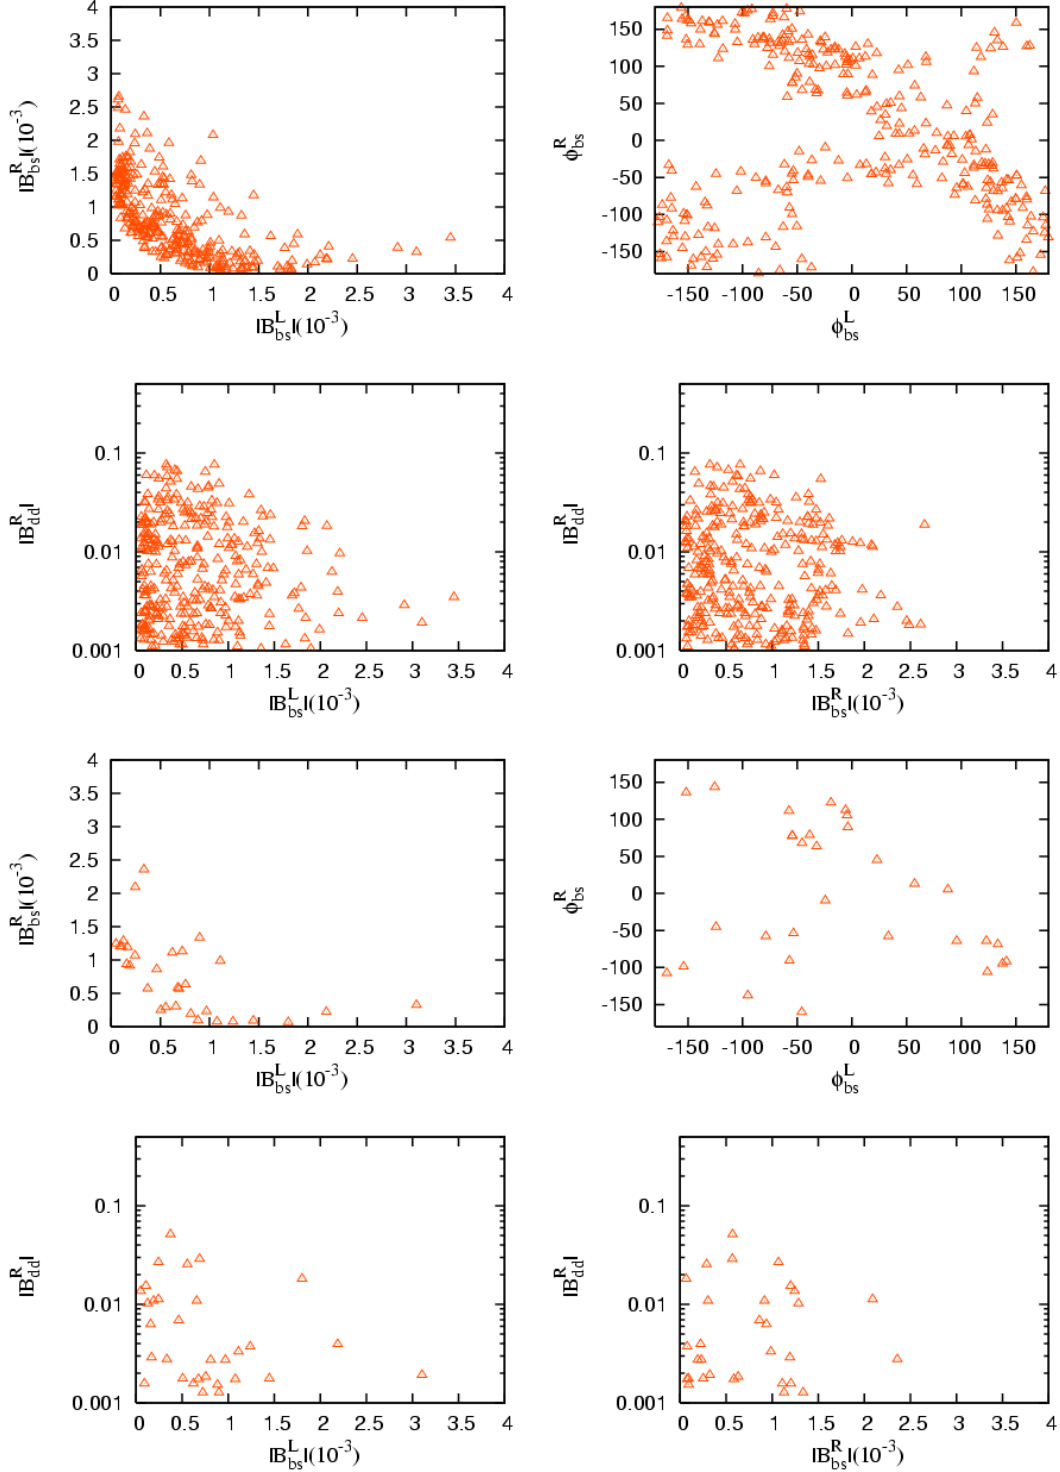 4
3.5
3
2.5
2
1.5
1
0.5
0
|B^R_bs|(10^-3)
0 0.5 1 1.5 2 2.5 3 3.5 4
|B^L_bs|(10^-3)
150
100
50
0
-50
-100
-150
ϕ^R_bs
-150 -100 -50 0 50 100 150
ϕ^L_bs
0.1
0.01
0.001
|B^R_dd|
0 0.5 1 1.5 2 2.5 3 3.5 4
|B^L_bs|(10^-3)
0.1
0.01
0.001
|B^R_dd|
0 0.5 1 1.5 2 2.5 3 3.5 4
|B^R_bs|(10^-3)
4
3.5
3
2.5
2
1.5
1
0.5
0
|B^R_bs|(10^-3)
0 0.5 1 1.5 2 2.5 3 3.5 4
|B^L_bs|(10^-3)
150
100
50
0
-50
-100
-150
ϕ^R_bs
-150 -100 -50 0 50 100 150
ϕ^L_bs
0.1
0.01
0.001
|B^R_dd|
0 0.5 1 1.5 2 2.5 3 3.5 4
|B^L_bs|(10^-3)
0.1
0.01
0.001
|B^R_dd|
0 0.5 1 1.5 2 2.5 3 3.5 4
|B^R_bs|(10^-3)